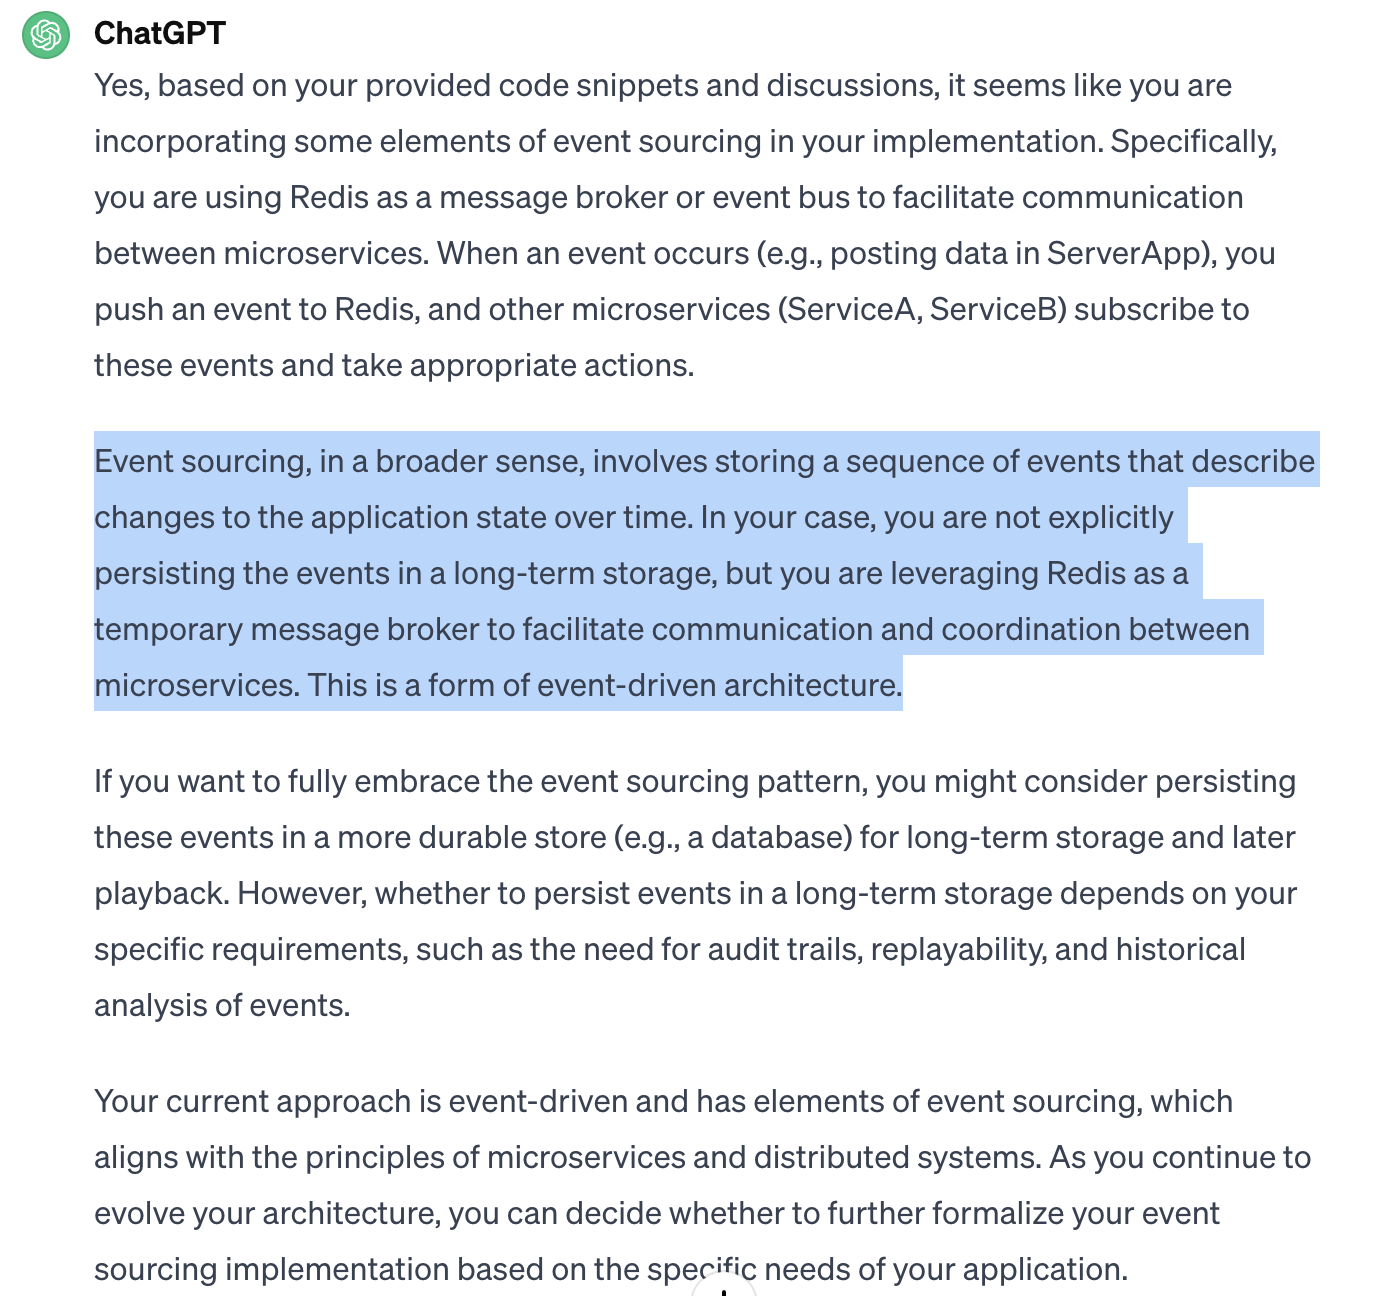 ChatGPT
Yes, based on your provided code snippets and discussions, it seems like you are
incorporating some elements of event sourcing in your implementation. Specifically,
you are using Redis as a message broker or event bus to facilitate communication
between microservices. When an event occurs (e.g., posting data in ServerApp), you
push an event to Redis, and other microservices (ServiceA, ServiceB) subscribe to
these events and take appropriate actions.
Event sourcing, in a broader sense, involves storing a sequence of events that describe
changes to the application state over time. In your case, you are not explicitly
persisting the events in a long-term storage, but you are leveraging Redis as a
temporary message broker to facilitate communication and coordination between
microservices. This is a form of event-driven architecture.
If you want to fully embrace the event sourcing pattern, you might consider persisting
these events in a more durable store (e.g., a database) for long-term storage and later
playback. However, whether to persist events in a long-term storage depends on your
specific requirements, such as the need for audit trails, replayability, and historical
analysis of events.
Your current approach is event-driven and has elements of event sourcing, which
aligns with the principles of microservices and distributed systems. As you continue to
evolve your architecture, you can decide whether to further formalize your event
sourcing implementation based on the specific needs of your application.